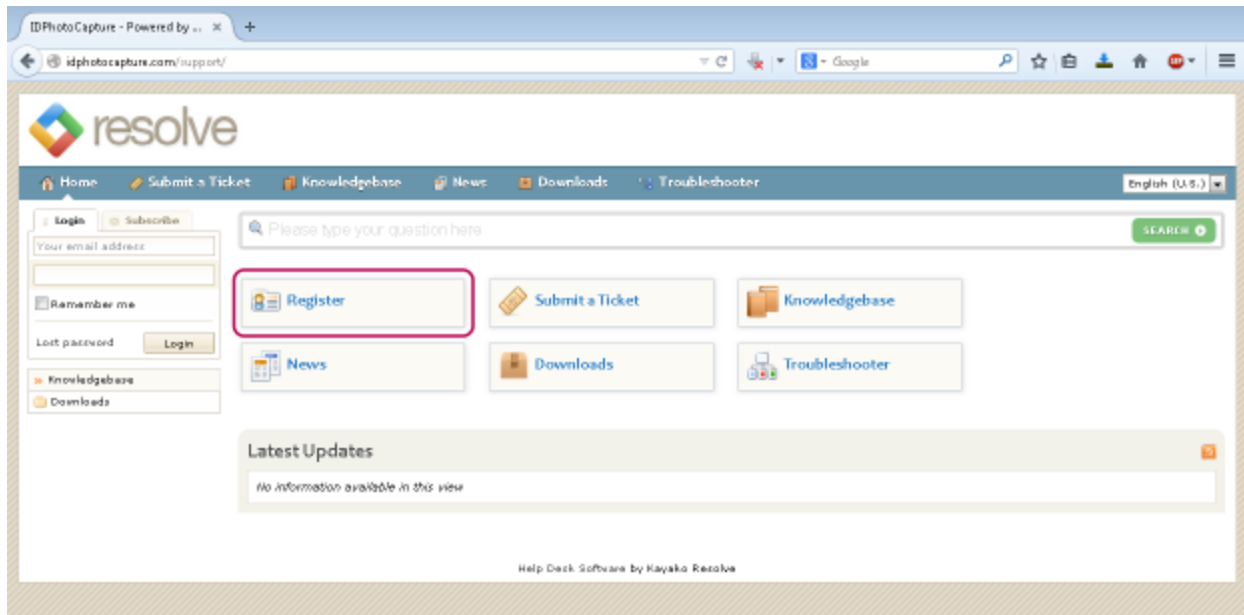 IDPhotoCapture - Powered by ...
idphotocapture.com/support/
Google
resolve
Home Submit a Ticket Knowledgebase News Downloads Troubleshooter English (U.S.)
Login Subscribe
Please type your question here SEARCH
Your email address
Remember me
Lost password Login
Knowledgebase
Downloads
Register Submit a Ticket Knowledgebase
News Downloads Troubleshooter
Latest Updates
No information available in this view
Help Desk Software by Kayako Resolve